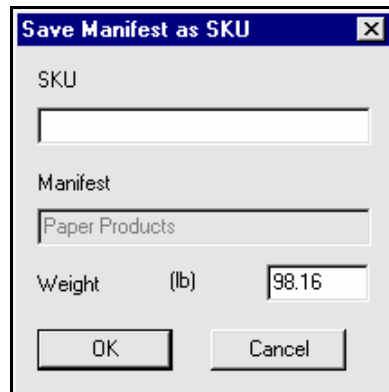 Save Manifest as SKU
SKU
Manifest
Paper Products
Weight (lb) 98.16
OK Cancel